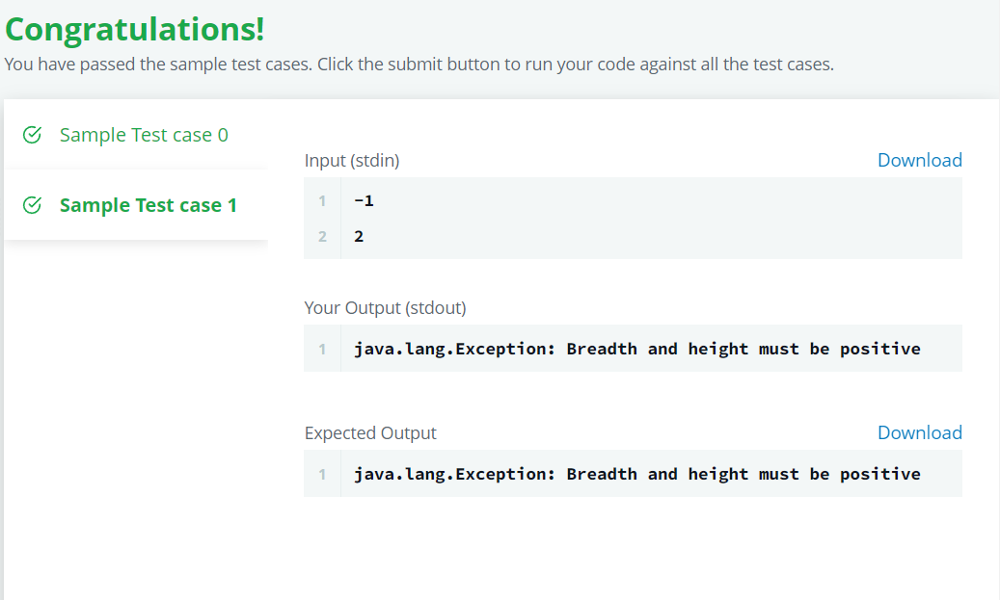 Congratulations!
You have passed the sample test cases. Click the submit button to run your code against all the test cases.
Sample Test case 0
Sample Test case 1
Input (stdin)
Download
1 -1
2 2
Your Output (stdout)
1 java.lang.Exception: Breadth and height must be positive
Expected Output
Download
1 java.lang.Exception: Breadth and height must be positive